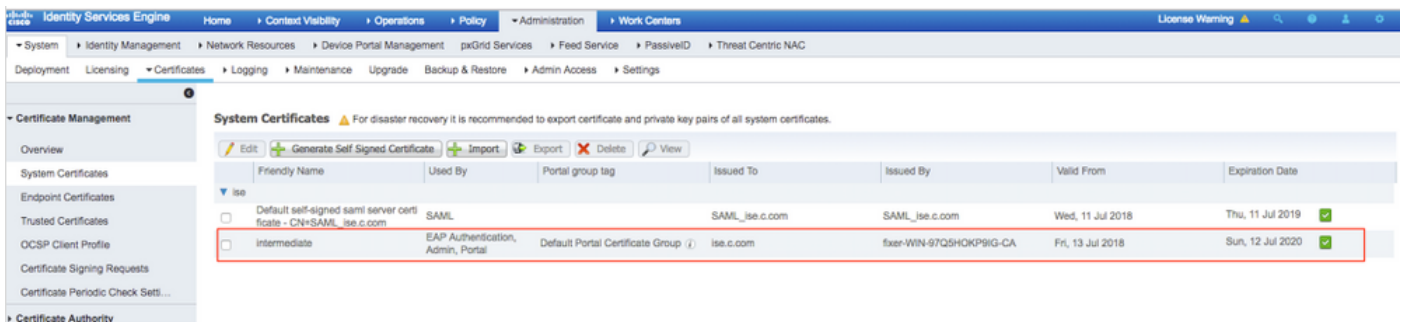 cisco Identity Services Engine Home Context Visibility Operations Policy Administration Work Centers License Warning
System Identity Management Network Resources Device Portal Management pxGrid Services Feed Service PassiveID Threat Centric NAC
Deployment Licensing Certificates Logging Maintenance Upgrade Backup & Restore Admin Access Settings
Certificate Management
Overview
System Certificates
Endpoint Certificates
Trusted Certificates
OCSP Client Profile
Certificate Signing Requests
Certificate Periodic Check Setti...
Certificate Authority
System Certificates For disaster recovery it is recommended to export certificate and private key pairs of all system certificates.
Edit Generate Self Signed Certificate Import Export Delete View
Friendly Name Used By Portal group tag Issued To Issued By Valid From Expiration Date
ise
Default self-signed saml server certi
ficate - CN=SAML_ise.c.com SAML SAML_ise.c.com SAML_ise.c.com Wed, 11 Jul 2018 Thu, 11 Jul 2019
intermediate EAP Authentication, Admin, Portal Default Portal Certificate Group ise.c.com fixer-WIN-97Q5HOKP9IG-CA Fri, 13 Jul 2018 Sun, 12 Jul 2020